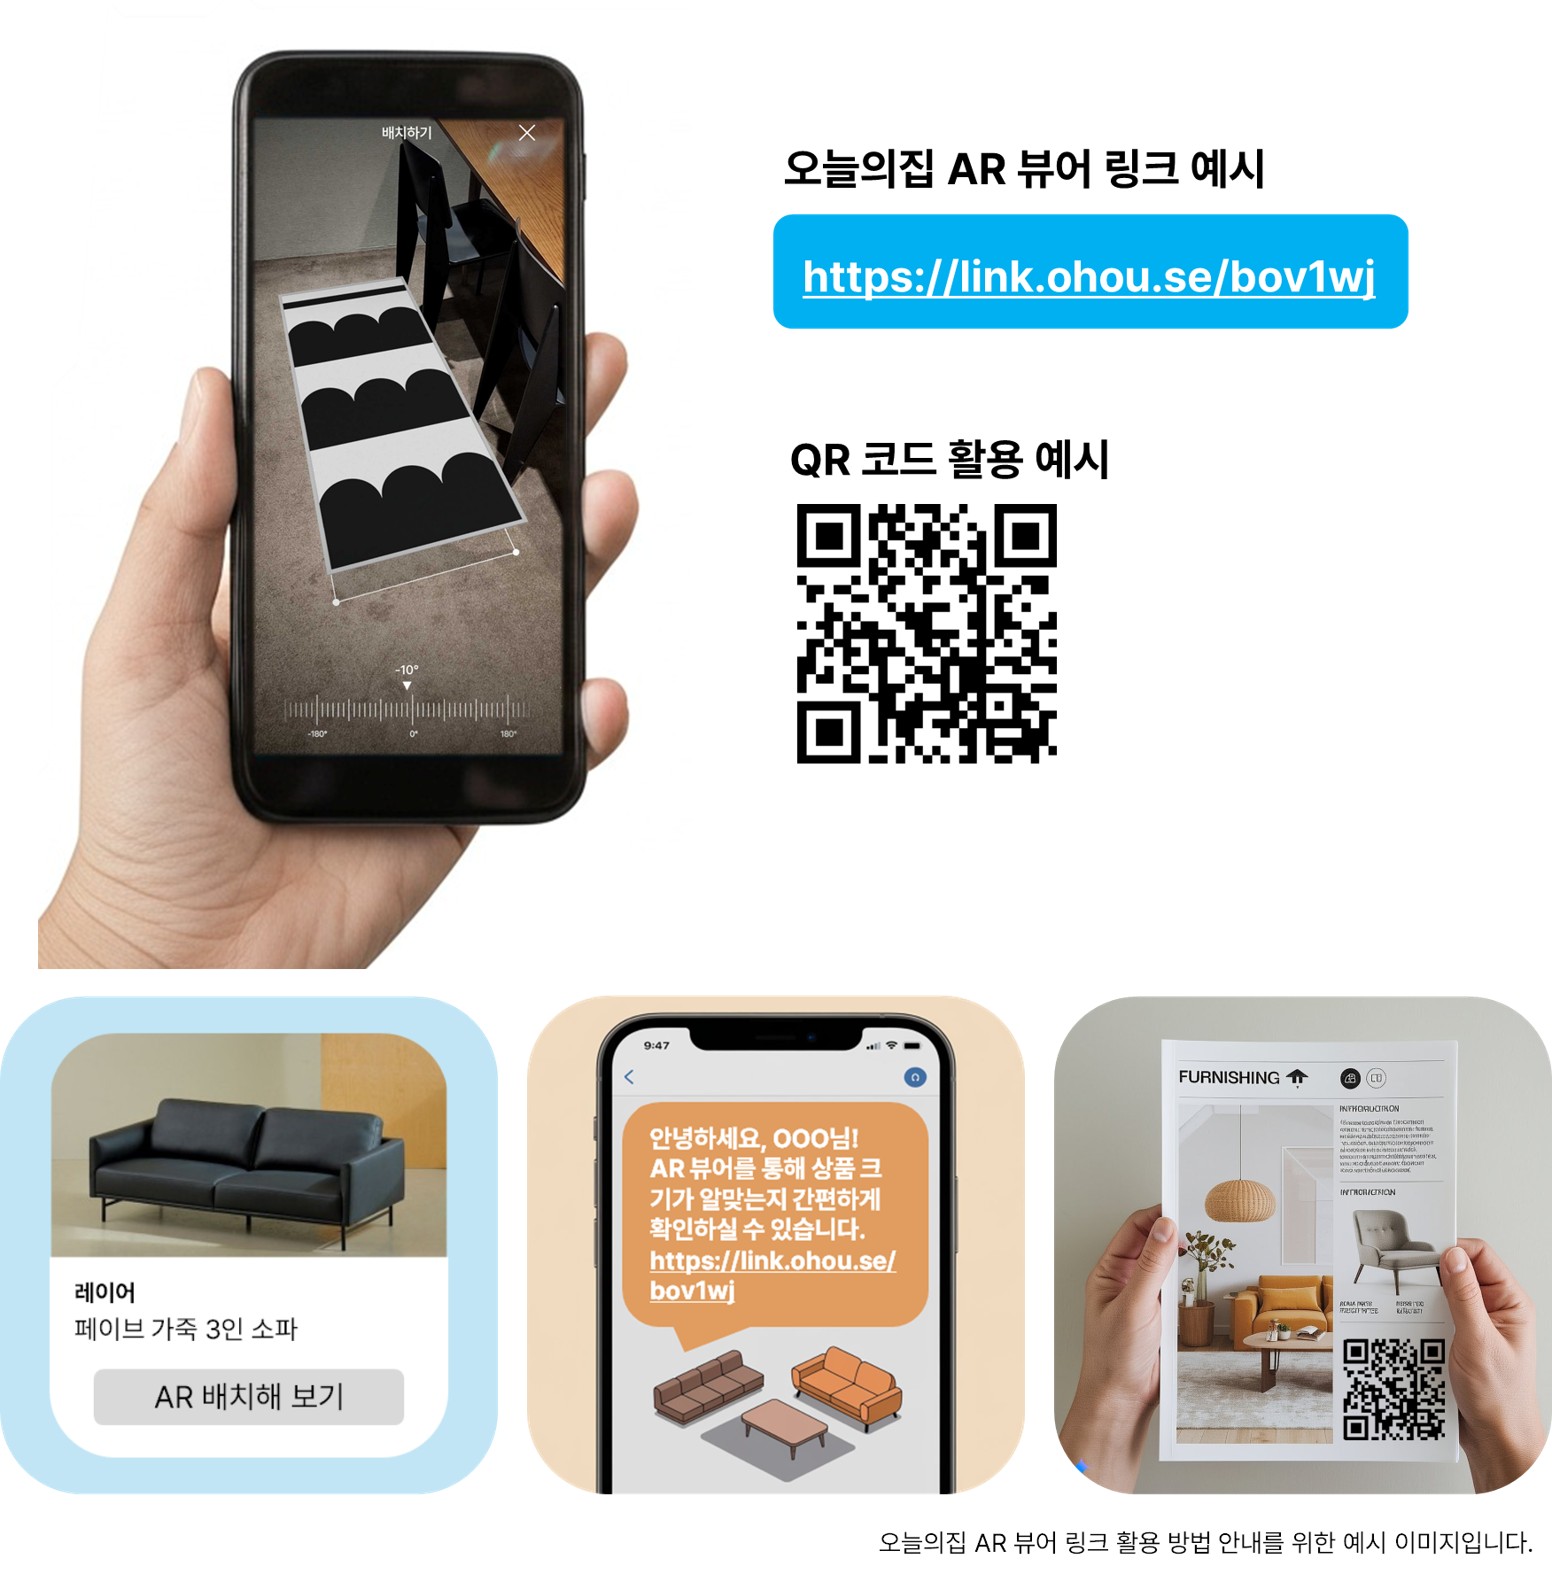 배치하기
-10°
-180°
0°
180°
오늘의집 AR 뷰어 링크 예시
https://link.ohou.se/bov1wj
QR 코드 활용 예시
레이어
페이브 가죽 3인 소파
AR 배치해 보기
9:47
안녕하세요, OOO님!
AR 뷰어를 통해 상품 크
기가 알맞는지 간편하게
확인하실 수 있습니다.
https://link.ohou.se/
bov1wj
FURNISHING
오늘의집 AR 뷰어 링크 활용 방법 안내를 위한 예시 이미지입니다.